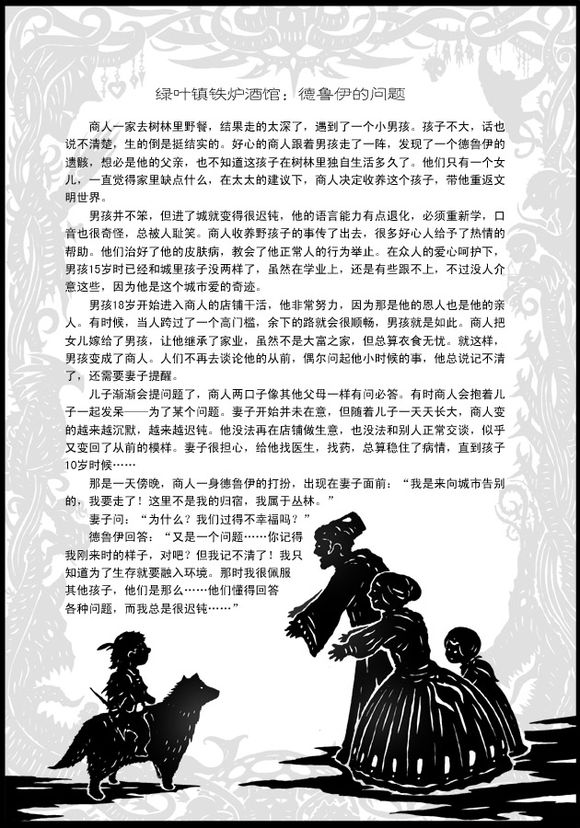 绿叶镇铁炉酒馆：德鲁伊的问题
商人一家去树林里野餐，结果走的太深了，遇到了一个小男孩。孩子不大，话也
说不清楚，生的倒是挺结实的。好心的商人跟着男孩走了一阵，发现了一个德鲁伊的
遗骸，想必是他的父亲，也不知道这孩子在树林里独自生活多久了。他们只有一个女
儿，一直觉得家里缺点什么，在太太的建议下，商人决定收养这个孩子，带他重返文
明世界。
男孩并不笨，但进了城就变得很迟钝，他的语言能力有点退化，必须重新学，口
音也很奇怪，总被人耻笑。商人收养野孩子的事传了出去，很多好心人给予了热情的
帮助。他们治好了他的皮肤病，教会了他正常人的行为举止。在众人的爱心呵护下，
男孩15岁时已经和城里孩子没两样了，虽然在学业上，还是有些跟不上，不过没人介
意这些，因为他是这个城市爱的奇迹。
男孩18岁开始进入商人的店铺干活，他非常努力，因为那是他的恩人也是他的亲
人。有时候，当人跨过了一个高门槛，余下的路就会很顺畅，男孩就是如此。商人把
女儿嫁给了男孩，让他继承了家业，虽然不是大富之家，但总算衣食无忧。就这样，
男孩变成了商人。人们不再去谈论他的从前，偶尔问起他小时候的事，他总说记不清
了，还需要妻子提醒。
儿子渐渐会提问题了，商人两口子像其他父母一样有问必答。有时商人会抱着儿
子一起发呆——为了某个问题。妻子开始并未在意，但随着儿子一天天长大，商人变
的越来越沉默，越来越迟钝。他没法再在店铺做生意，也没法和别人正常交谈，似乎
又变回了从前的模样。妻子很担心，给他找医生，找药，总算稳住了病情，直到孩子
10岁时候……
那是一天傍晚，商人一身德鲁伊的打扮，出现在妻子面前：“我是来向城市告别
的，我要走了！这里不是我的归宿，我属于丛林。”
妻子问：“为什么？我们过得不幸福吗？”
德鲁伊回答：“又是一个问题……你记得
我刚来时的样子，对吧？但我记不清了！我只
知道为了生存就要融入环境。那时我很佩服
其他孩子，他们是那么……他们懂得回答
各种问题，而我总是很迟钝……”